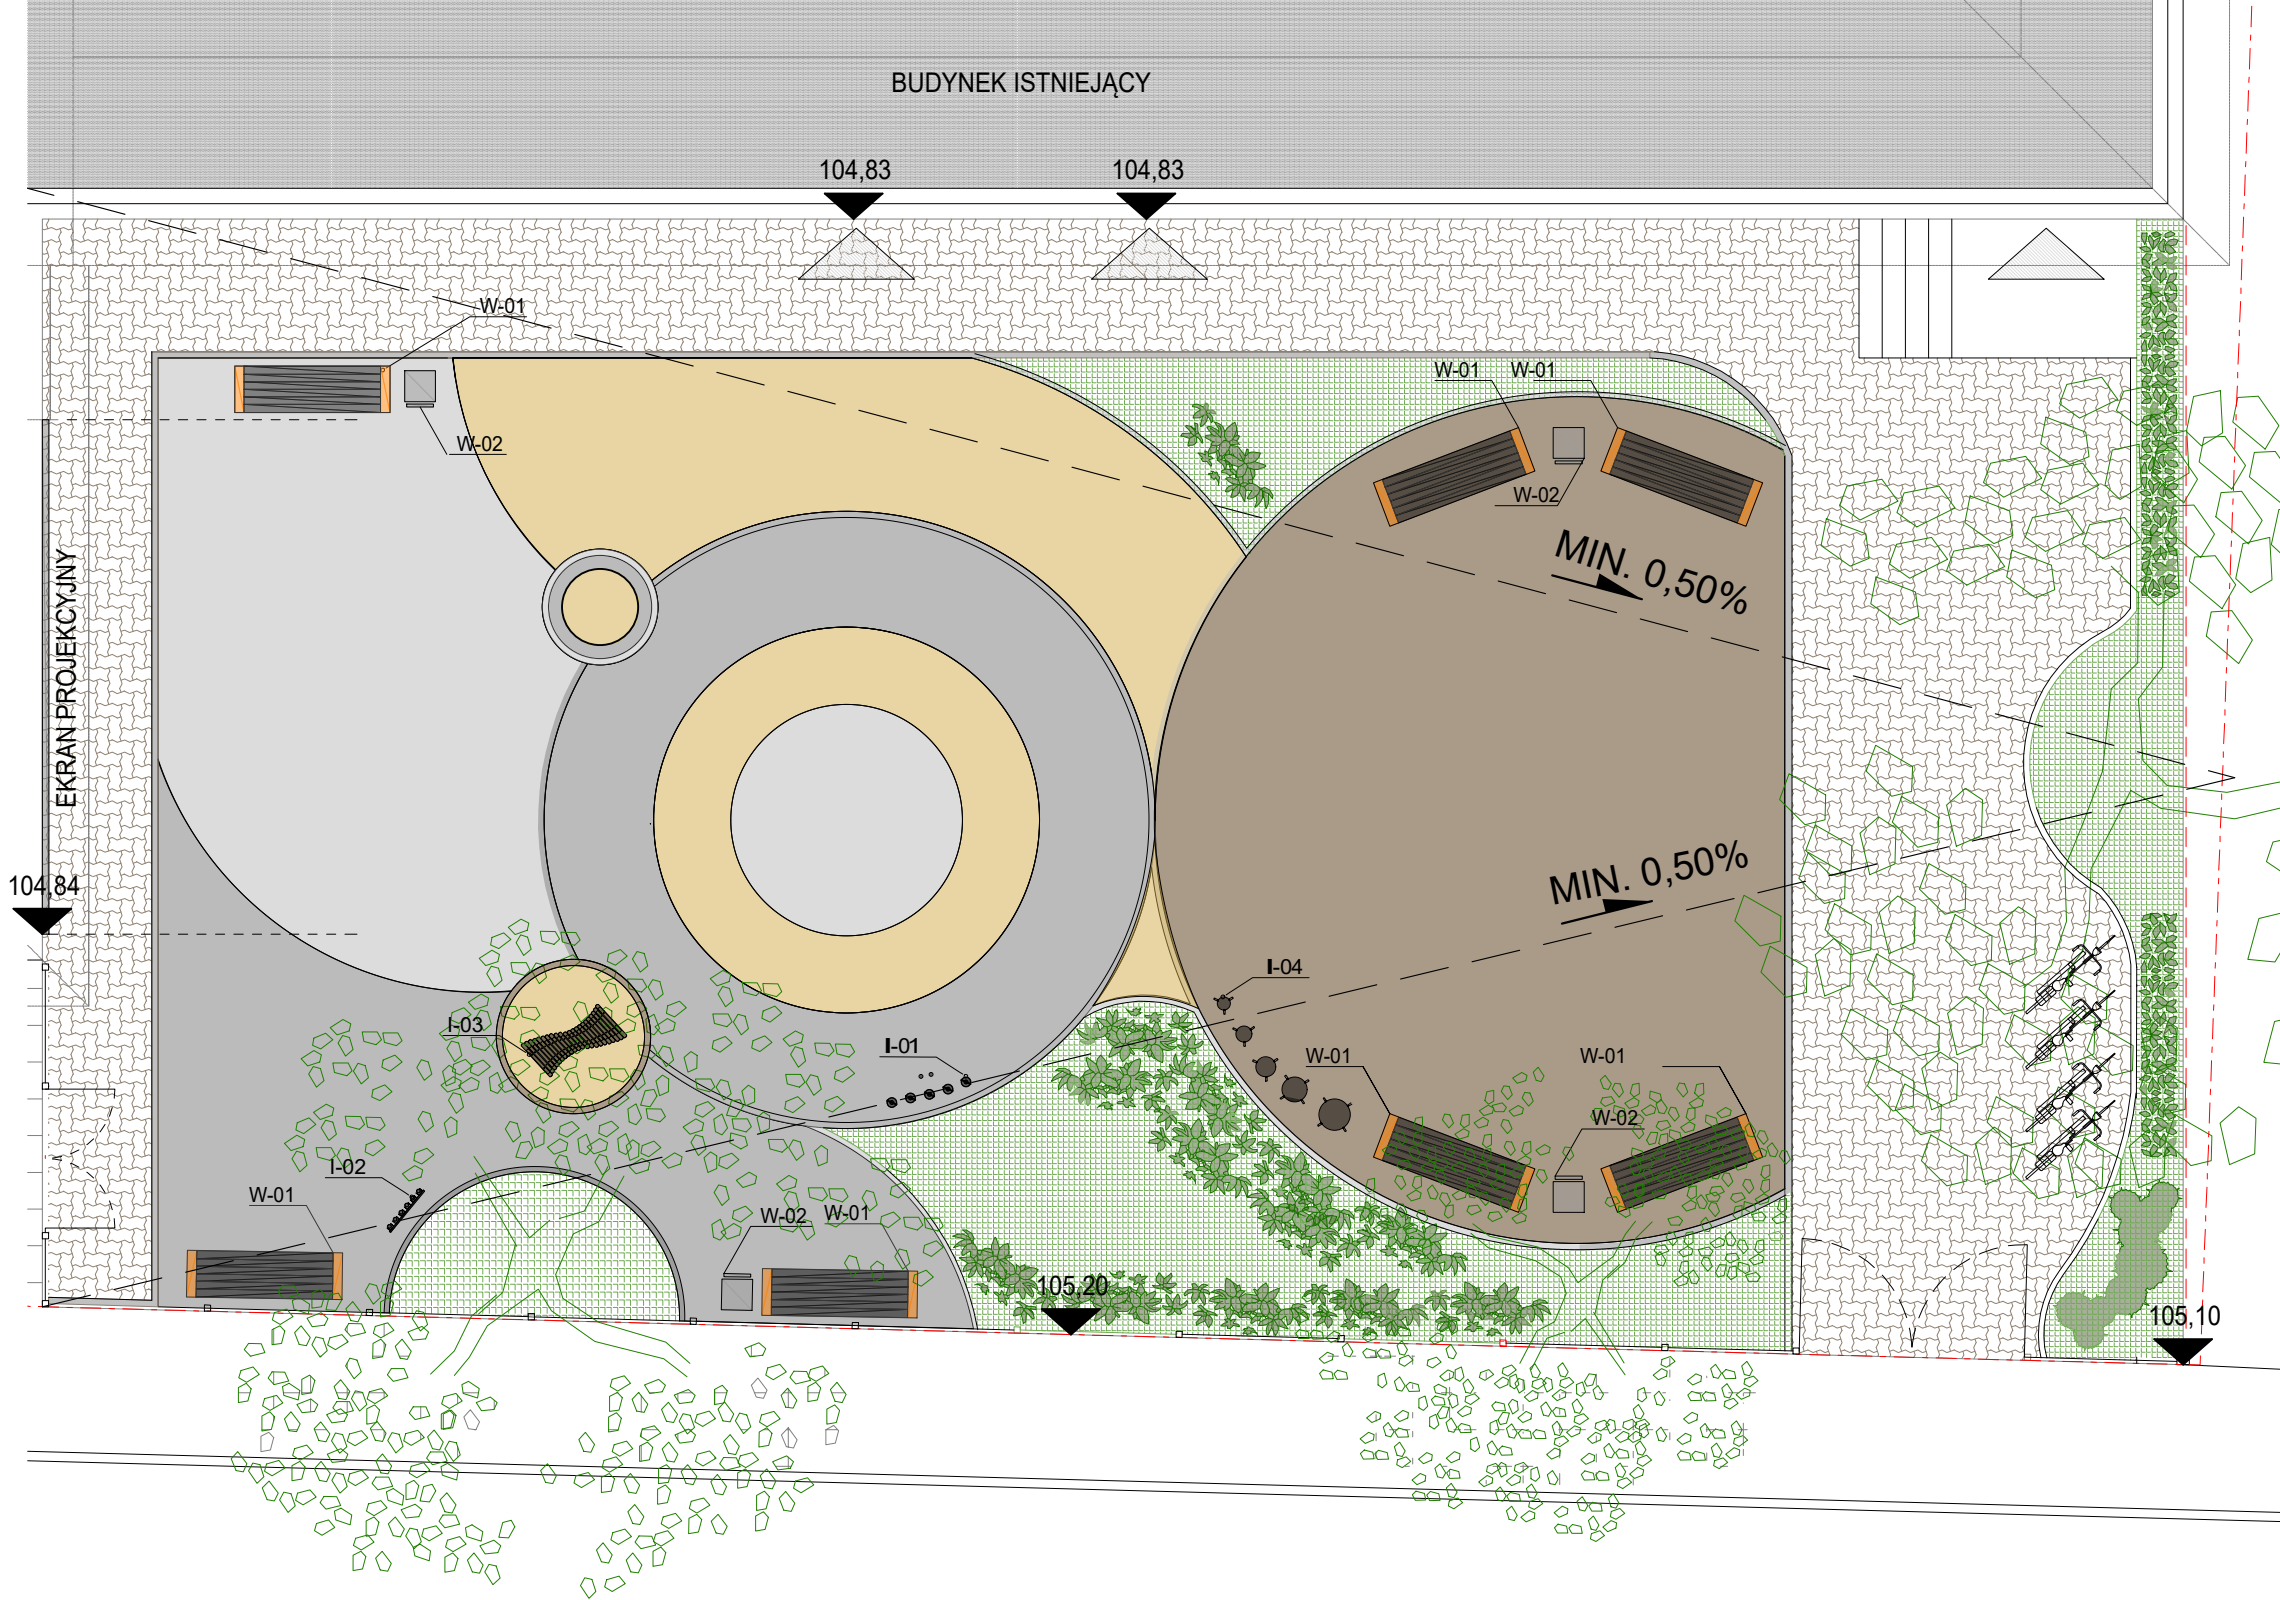 BUDYNEK ISTNIEJĄCY
104,83
104,83
W-01
W-02
W-01
W-01
W-02
MIN. 0,50%
EKRAN PROJEKCYJNY
MIN. 0,50%
104,84
I-04
I-03
I-01
W-01
W-01
W-02
I-02
W-01
W-02
W-01
105,20
105,10